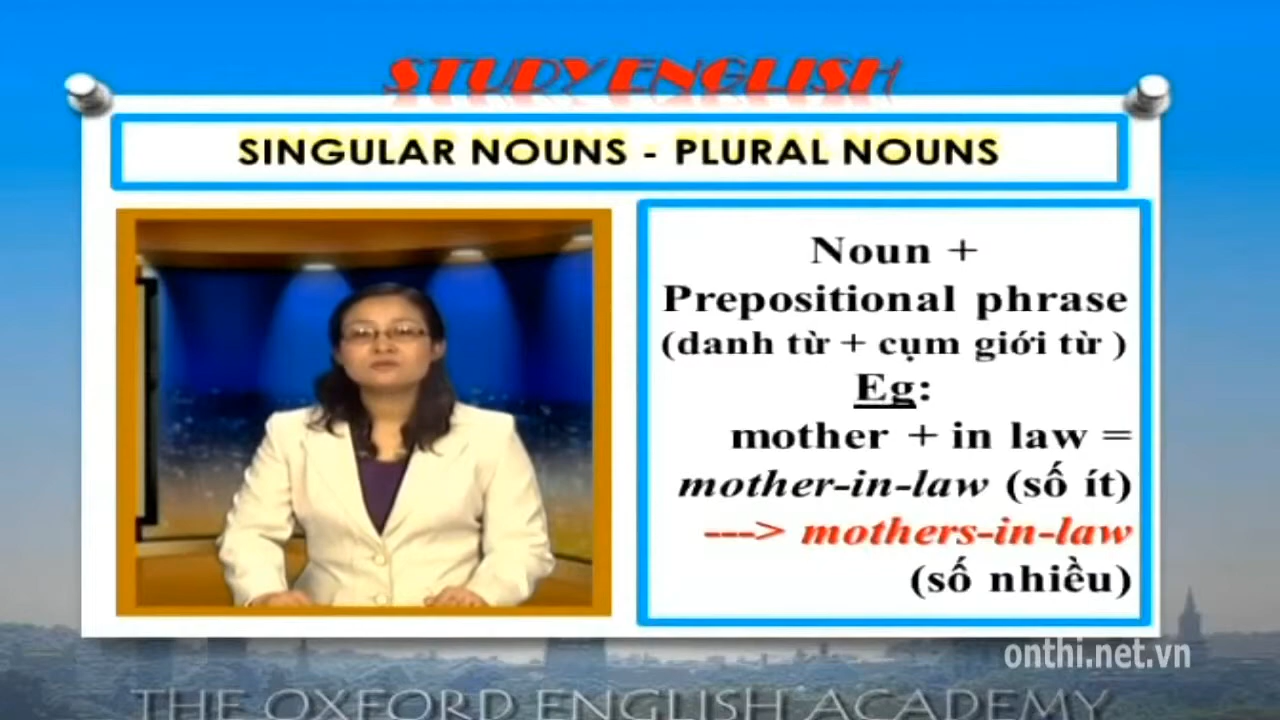 STUDY ENGLISH
SINGULAR NOUNS - PLURAL NOUNS
Noun +
Prepositional phrase
(danh từ + cụm giới từ )
Eg:
mother + in law =
mother-in-law (số ít)
---> mothers-in-law
(số nhiều)
onthi.net.vn
THE OXFORD ENGLISH ACADEMY